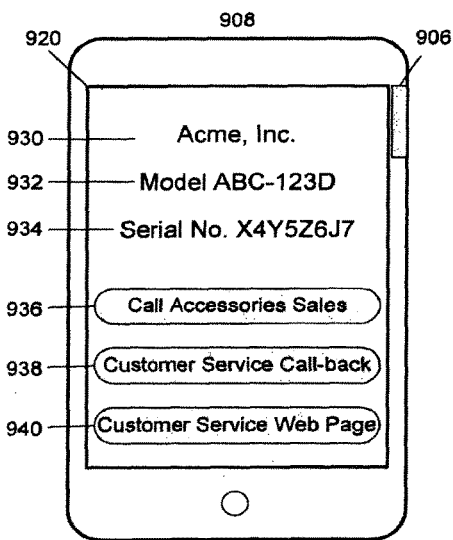 908
920
906
930
Acme, Inc.
932
Model ABC-123D
934
Serial No. X4Y5Z6J7
936
Call Accessories Sales
938
Customer Service Call-back
940
Customer Service Web Page